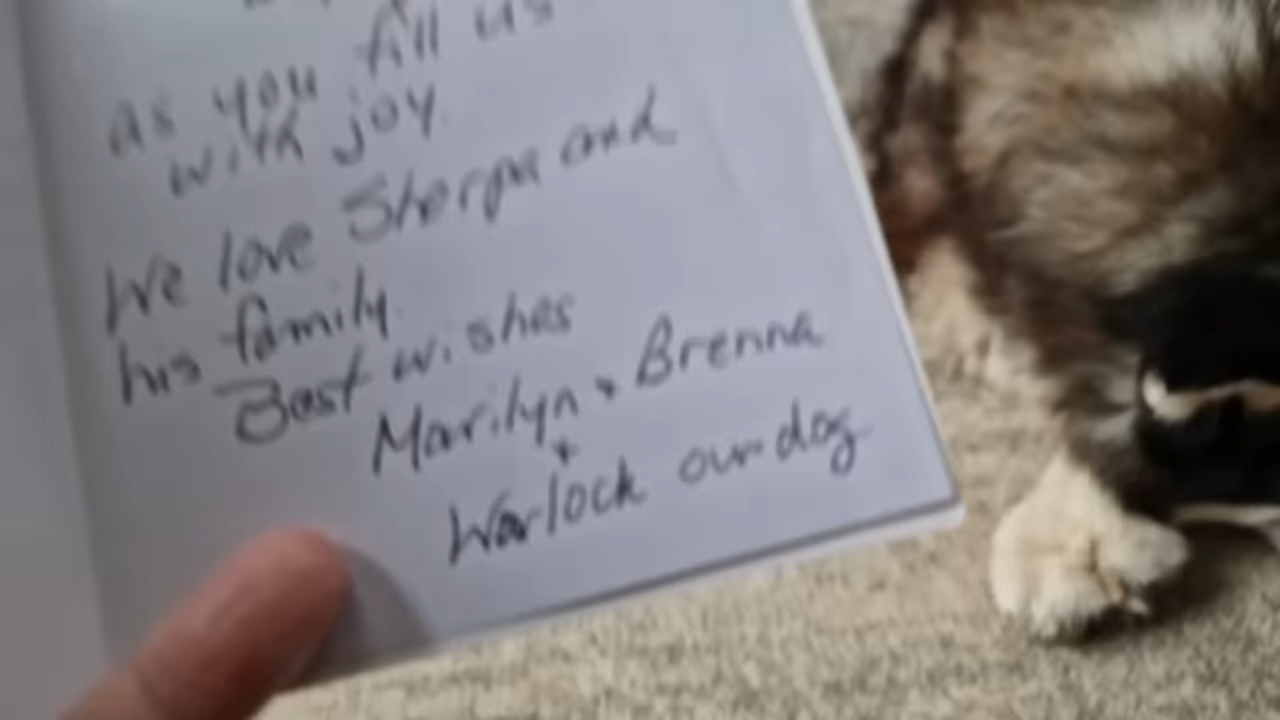 as you fill us
with joy.
We love Sherpa and
his family.
Best wishes
Marilyn + Brenna
+
Warlock our dog